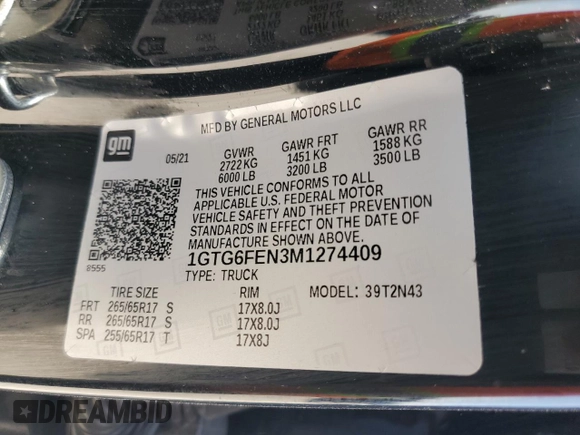 MFD BY GENERAL MOTORS LLC
gm
05/21 GVWR GAWR FRT GAWR RR
2722 KG 1451 KG 1588 KG
6000 LB 3200 LB 3500 LB
THIS VEHICLE CONFORMS TO ALL
APPLICABLE U.S. FEDERAL MOTOR
VEHICLE SAFETY AND THEFT PREVENTION
STANDARDS IN EFFECT ON THE DATE OF
MANUFACTURE SHOWN ABOVE.
8555
1GTG6FEN3M1274409
TYPE: TRUCK
TIRE SIZE RIM MODEL: 39T2N43
FRT 265/65R17 S 17X8.0J
RR 265/65R17 S 17X8.0J
SPA 255/65R17 T 17X8J
DREAMBID